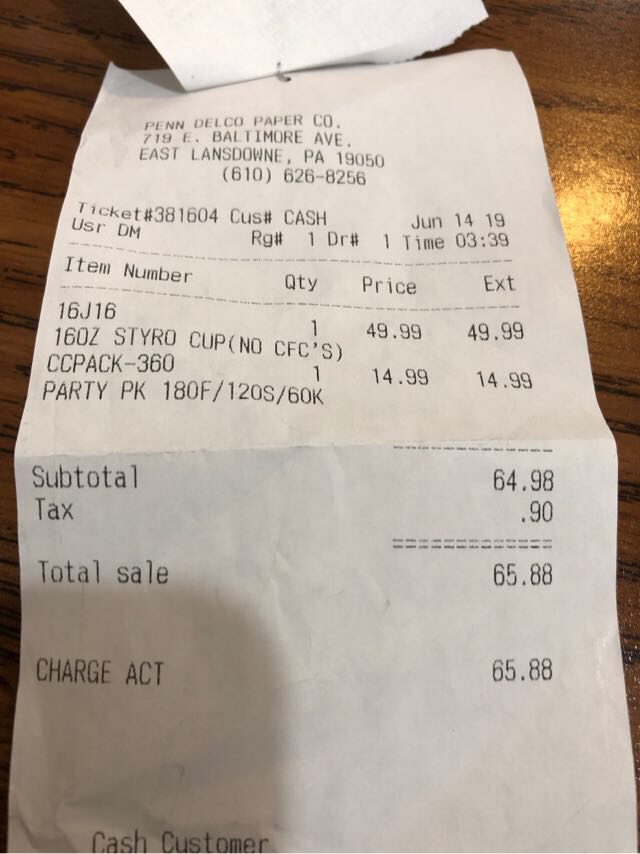 PENN DELCO PAPER CO.
719 E. BALTIMORE AVE.
EAST LANSDOWNE, PA 19050
(610) 626-8256
Ticket#381604 Cus# CASH Jun 14 19
Usr DM Rg# 1 Dr# 1 Time 03:39
Item Number Qty Price Ext
16J16 1 49.99 49.99
16OZ STYRO CUP(NO CFC'S)
CCPACK-360 1 14.99 14.99
PARTY PK 180F/120S/60K
Subtotal 64.98
Tax .90
Total sale 65.88
CHARGE ACT 65.88
Cash Customer